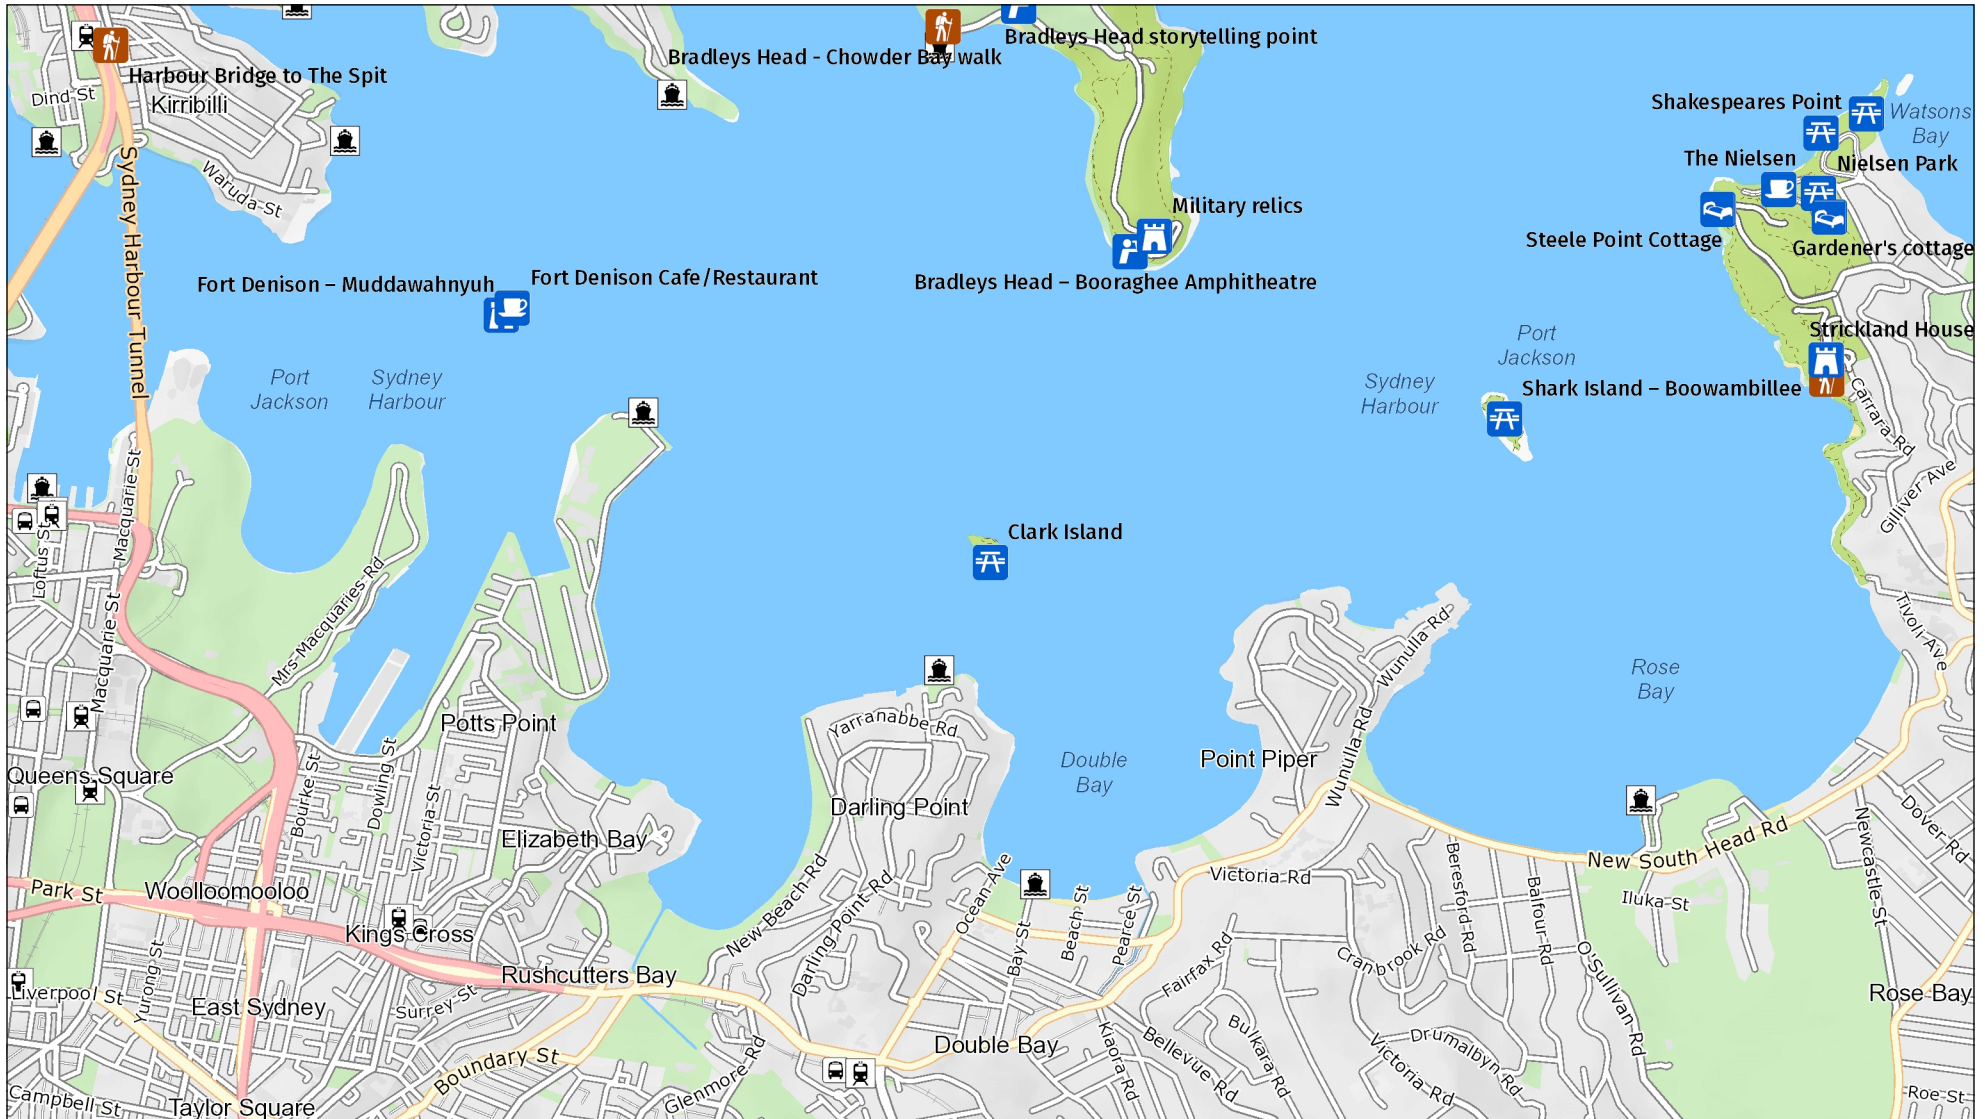 Bradleys Head storytelling point
Bradleys Head - Chowder Bay walk
Harbour Bridge to The Spit
Dind St
Kirribilli
Shakespeares Point
Watsons
Bay
The Nielsen
Nielsen Park
Waruda St
Sydney Harbour Tunnel
Military relics
Steele Point Cottage
Gardener's cottage
Fort Denison – Muddawahnyuh
Fort Denison Cafe/Restaurant
Bradleys Head – Booraghee Amphitheatre
Strickland House
Port
Jackson
Port
Jackson
Sydney
Harbour
Sydney
Harbour
Shark Island – Boowambillee
Carrara Rd
Gilliver Ave
Macquarie St
Loftus St
Clark Island
Mrs Macquaries Rd
Macquarie St
Tivoli Ave
Wunulla Rd
Rose
Bay
Potts Point
Yarranabbe Rd
Wunulla Rd
Point Piper
Double
Bay
Queens Square
Bourke St
Dowling St
Victoria St
Darling Point
Elizabeth Bay
New South Head Rd
Dover Rd
Newcastle St
Park St
Woolloomooloo
Victoria Rd
Beresford Rd
Balfour Rd
Iluka St
New Beach Rd
Darling Point Rd
Ocean Ave
Bay St
Beach St
Pearce St
Kings Cross
Fairfax Rd
Cranbrook Rd
O'Sullivan Rd
Rushcutters Bay
Yurong St
Liverpool St
East Sydney
Surrey St
Rose Bay
Double Bay
Kiaora Rd
Bellevue Rd
Bulkara Rd
Victoria Rd
Drumalbyn Rd
Boundary St
Glenmore Rd
Campbell St
Taylor Square
Roe St